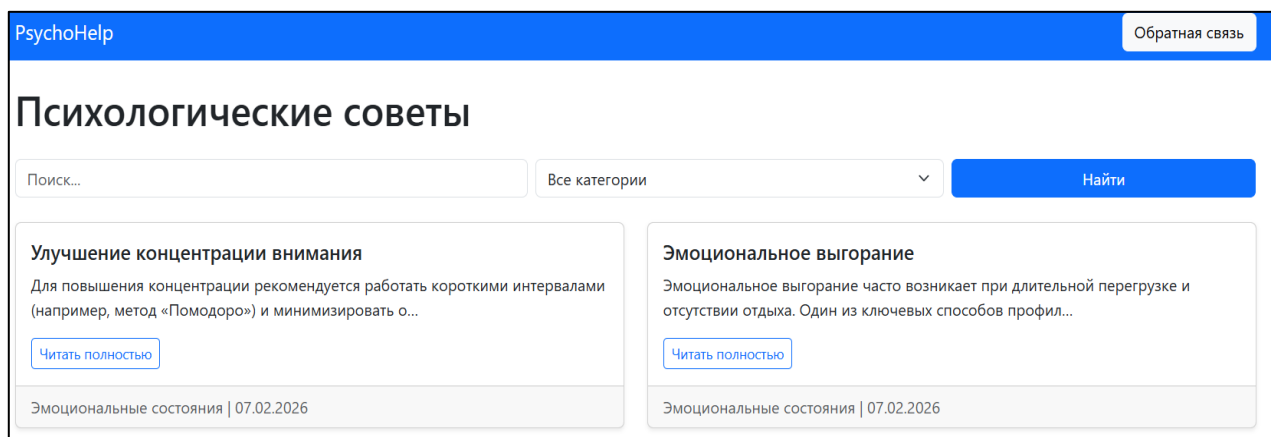 PsychoHelp
Обратная связь
Психологические советы
Поиск...
Все категории
Найти
Улучшение концентрации внимания
Для повышения концентрации рекомендуется работать короткими интервалами
(например, метод «Помодоро») и минимизировать о...
Читать полностью
Эмоциональные состояния | 07.02.2026
Эмоциональное выгорание
Эмоциональное выгорание часто возникает при длительной перегрузке и
отсутствии отдыха. Один из ключевых способов профил...
Читать полностью
Эмоциональные состояния | 07.02.2026